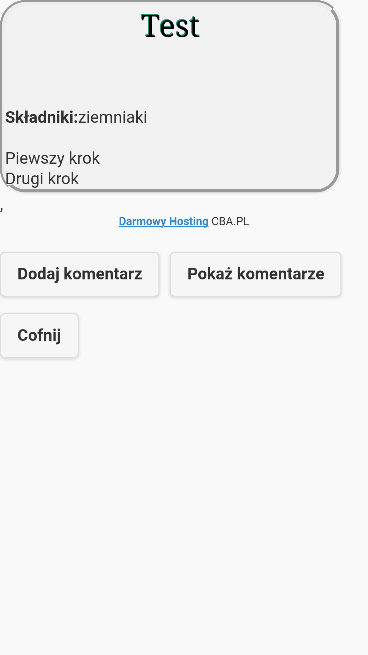 Test
Składniki:ziemniaki
Piewszy krok
Drugi krok
,
Darmowy Hosting CBA.PL
Dodaj komentarz
Pokaż komentarze
Cofnij